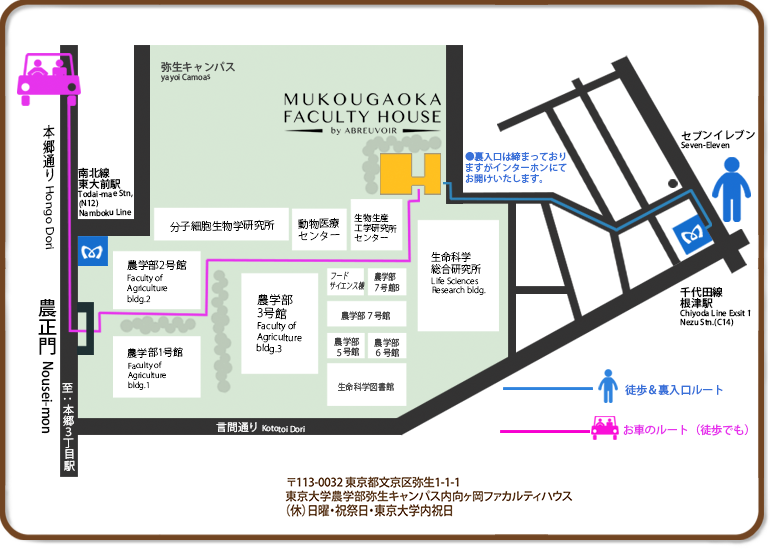 弥生キャンパス
yayoi Camoas
MUKOUGAOKA
FACULTY HOUSE
by ABREUVOIR
●裏入口は締まっており
ますがインターホンにて
お開けいたします。
セブンイレブン
Seven-Eleven
本郷通り Hongo Dori
南北線
東大前駅
Todai-mae Stn,
(N12)
Namboku Line
分子細胞生物学研究所
動物医療
センター
生物生産
工学研究所
センター
生命科学
総合研究所
Life Sciences
Research bldg.
農学部2号館
Faculty of
Agriculture
bldg.2
農学部
3号館
Faculty of
Agriculture
bldg.3
フード
サイエンス棟
農学部
7号館B
農学部 7号館
農学部
5号館
農学部
6号館
生命科学図書館
農学部1号館
Faculty of
Agriculture
bldg.1
農正門 Nousei-mon
至:本郷3丁目駅
言問通り Kototoi Dori
千代田線
根津駅
Chiyoda Line Exsit 1
Nezu Stn.(C14)
徒歩＆裏入口ルート
お車のルート（徒歩でも）
〒113-0032 東京都文京区弥生1-1-1
東京大学農学部弥生キャンパス内向ヶ岡ファカルティハウス
（休）日曜・祝祭日・東京大学内祝日